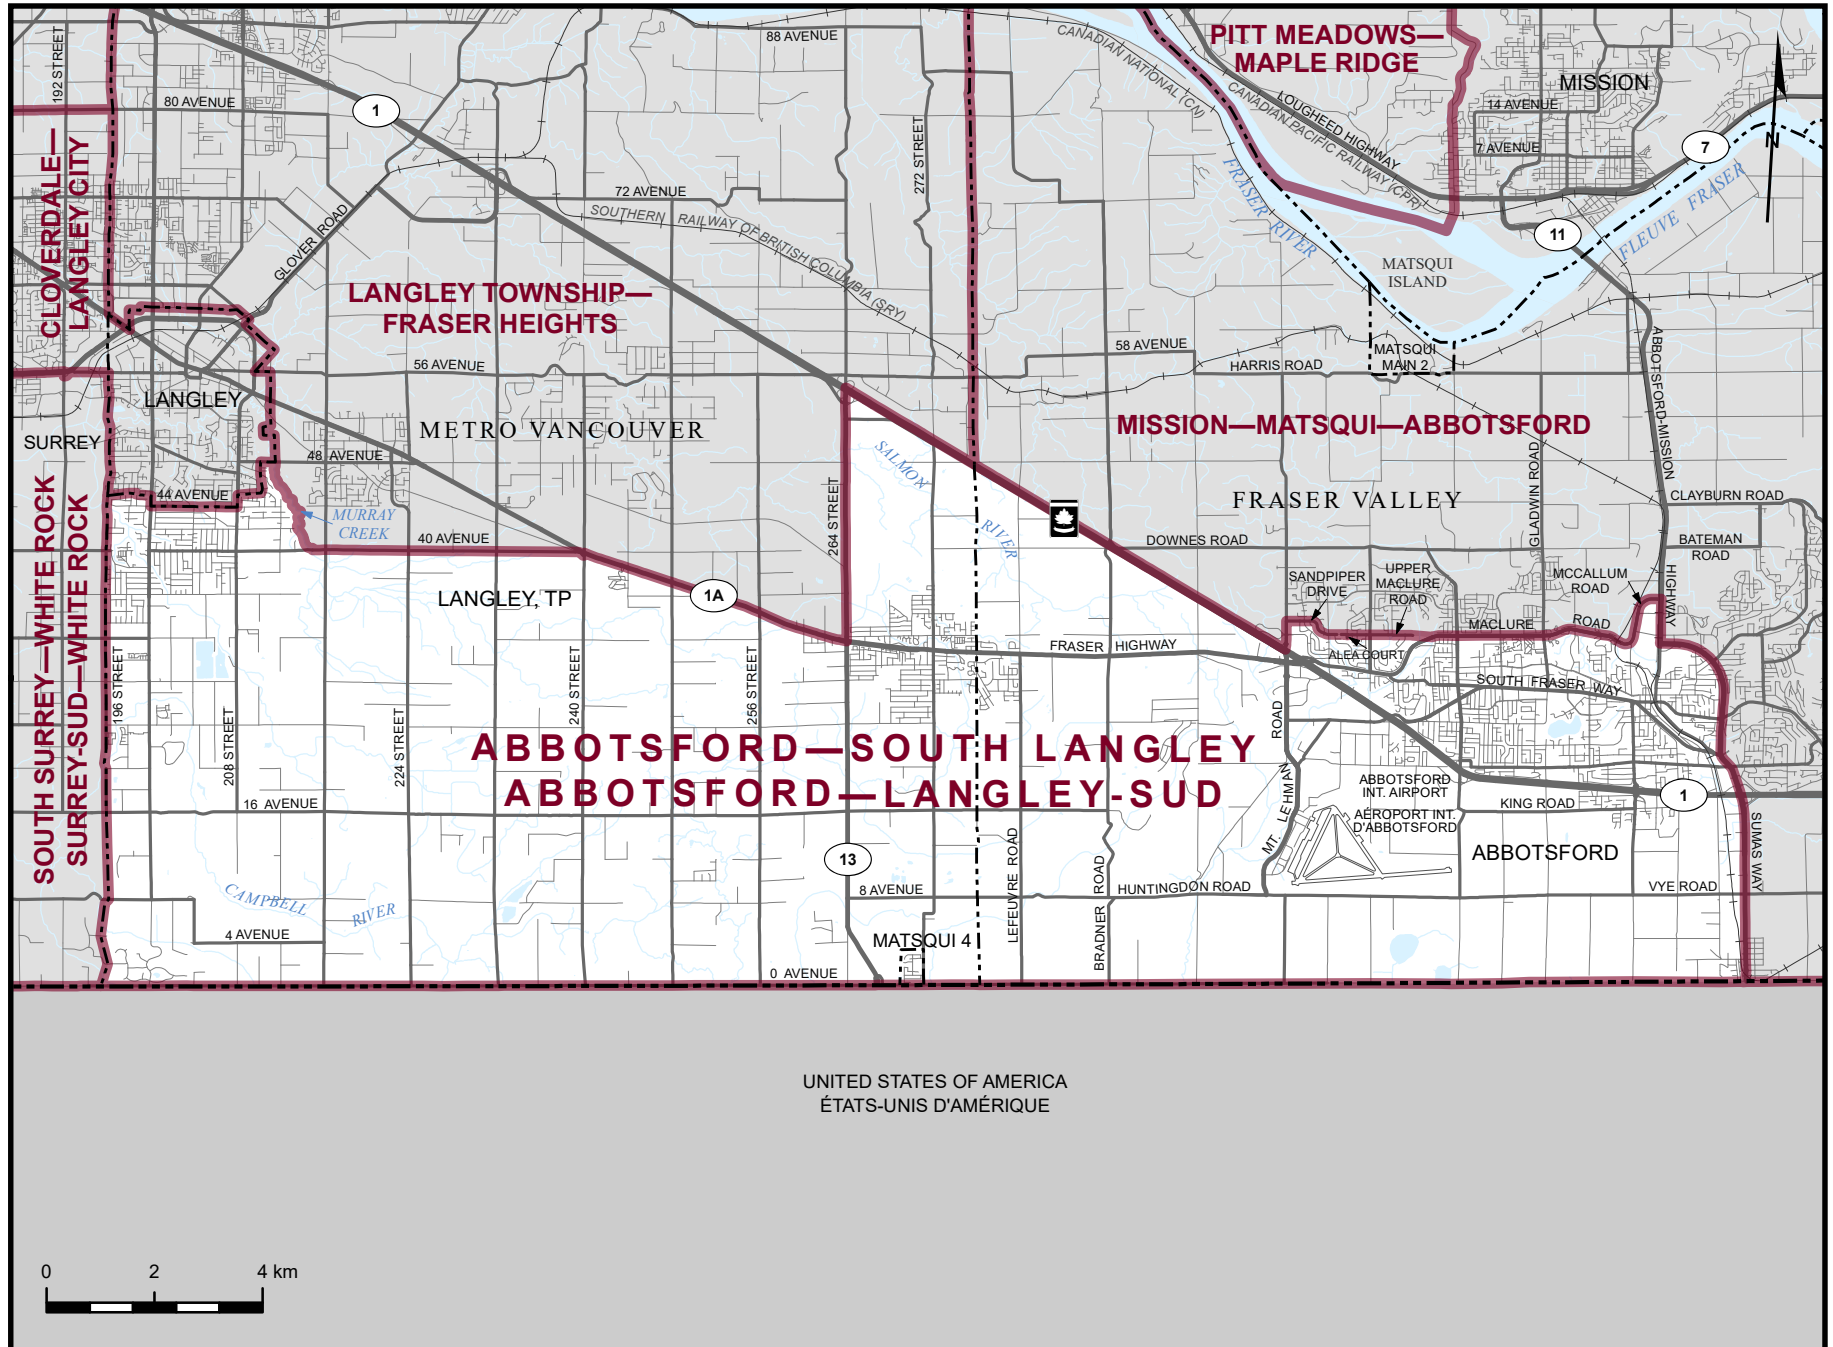 88 AVENUE
192 STREET
80 AVENUE
1
CLOVERDALE—
LANGLEY CITY
72 AVENUE
272 STREET
GLOVER ROAD
SOUTHERN RAILWAY OF BRITISH COLUMBIA (SRY)
LANGLEY TOWNSHIP—
FRASER HEIGHTS
CANADIAN NATIONAL (CN)
PITT MEADOWS—
MAPLE RIDGE
MISSION
14 AVENUE
LOUGHEED HIGHWAY
CANADIAN PACIFIC RAILWAY (CPR)
7 AVENUE
7
N
FRASER RIVER
FLEUVE FRASER
11
MATSQUI
ISLAND
56 AVENUE
58 AVENUE
HARRIS ROAD
MATSQUI
MAIN 2
ABBOTSFORD-MISSION
HIGHWAY
LANGLEY
SURREY
METRO VANCOUVER
MISSION—MATSQUI—ABBOTSFORD
48 AVENUE
44 AVENUE
MURRAY
CREEK
40 AVENUE
264 STREET
SALMON
RIVER
FRASER VALLEY
GLADWIN ROAD
CLAYBURN ROAD
DOWNES ROAD
BATEMAN
ROAD
SANDPIPER
DRIVE
UPPER
MACLURE
ROAD
MCCALLUM
ROAD
LANGLEY, TP
1A
MACLURE
ROAD
ALEA COURT
FRASER HIGHWAY
SOUTH FRASER WAY
SOUTH SURREY—WHITE ROCK
SURREY-SUD—WHITE ROCK
196 STREET
208 STREET
224 STREET
240 STREET
256 STREET
ABBOTSFORD—SOUTH LANGLEY
ABBOTSFORD—LANGLEY-SUD
MT. LEHMAN
ROAD
ABBOTSFORD
INT. AIRPORT
AÉROPORT INT.
D'ABBOTSFORD
KING ROAD
1
16 AVENUE
13
ABBOTSFORD
SUMAS WAY
8 AVENUE
LEFEUVRE ROAD
BRADNER ROAD
HUNTINGDON ROAD
VYE ROAD
CAMPBELL
RIVER
4 AVENUE
MATSQUI 4
0 AVENUE
UNITED STATES OF AMERICA
ÉTATS-UNIS D'AMÉRIQUE
0 2 4 km